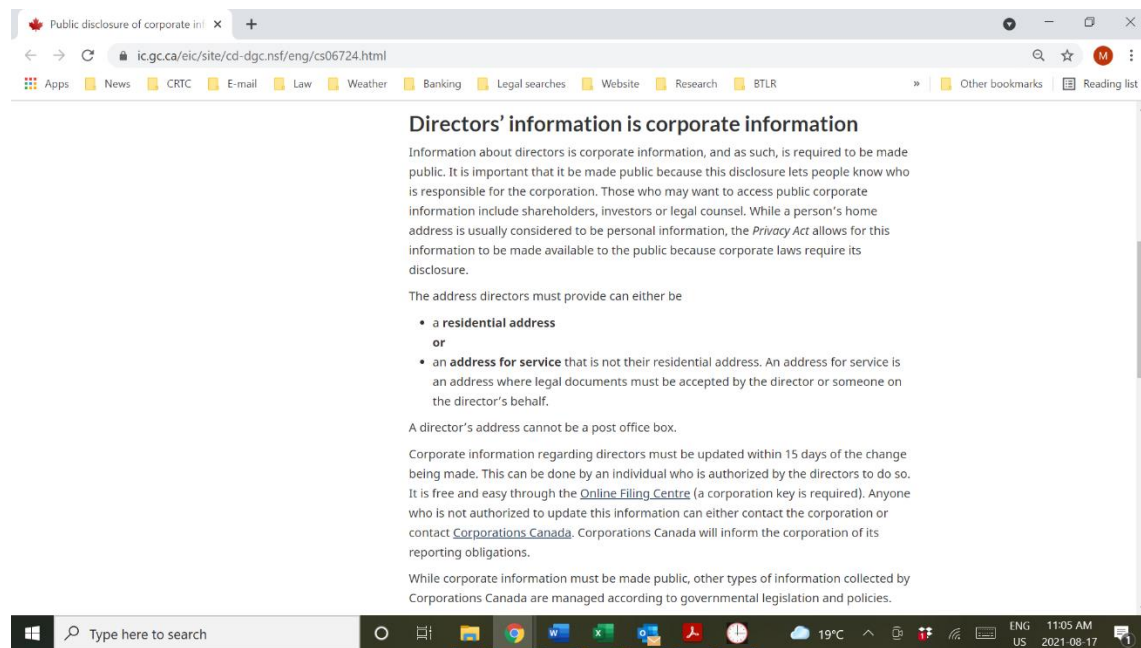 Public disclosure of corporate inf
ic.gc.ca/eic/site/cd-dgc.nsf/eng/cs06724.html
M
Apps News CRTC E-mail Law Weather Banking Legal searches Website Research BTLR » Other bookmarks Reading list
Directors’ information is corporate information
Information about directors is corporate information, and as such, is required to be made
public. It is important that it be made public because this disclosure lets people know who
is responsible for the corporation. Those who may want to access public corporate
information include shareholders, investors or legal counsel. While a person’s home
address is usually considered to be personal information, the Privacy Act allows for this
information to be made available to the public because corporate laws require its
disclosure.
The address directors must provide can either be
• a residential address
or
• an address for service that is not their residential address. An address for service is
an address where legal documents must be accepted by the director or someone on
the director’s behalf.
A director’s address cannot be a post office box.
Corporate information regarding directors must be updated within 15 days of the change
being made. This can be done by an individual who is authorized by the directors to do so.
It is free and easy through the Online Filing Centre (a corporation key is required). Anyone
who is not authorized to update this information can either contact the corporation or
contact Corporations Canada. Corporations Canada will inform the corporation of its
reporting obligations.
While corporate information must be made public, other types of information collected by
Corporations Canada are managed according to governmental legislation and policies.
Type here to search
19°C
ENG
US
11:05 AM
2021-08-17
1